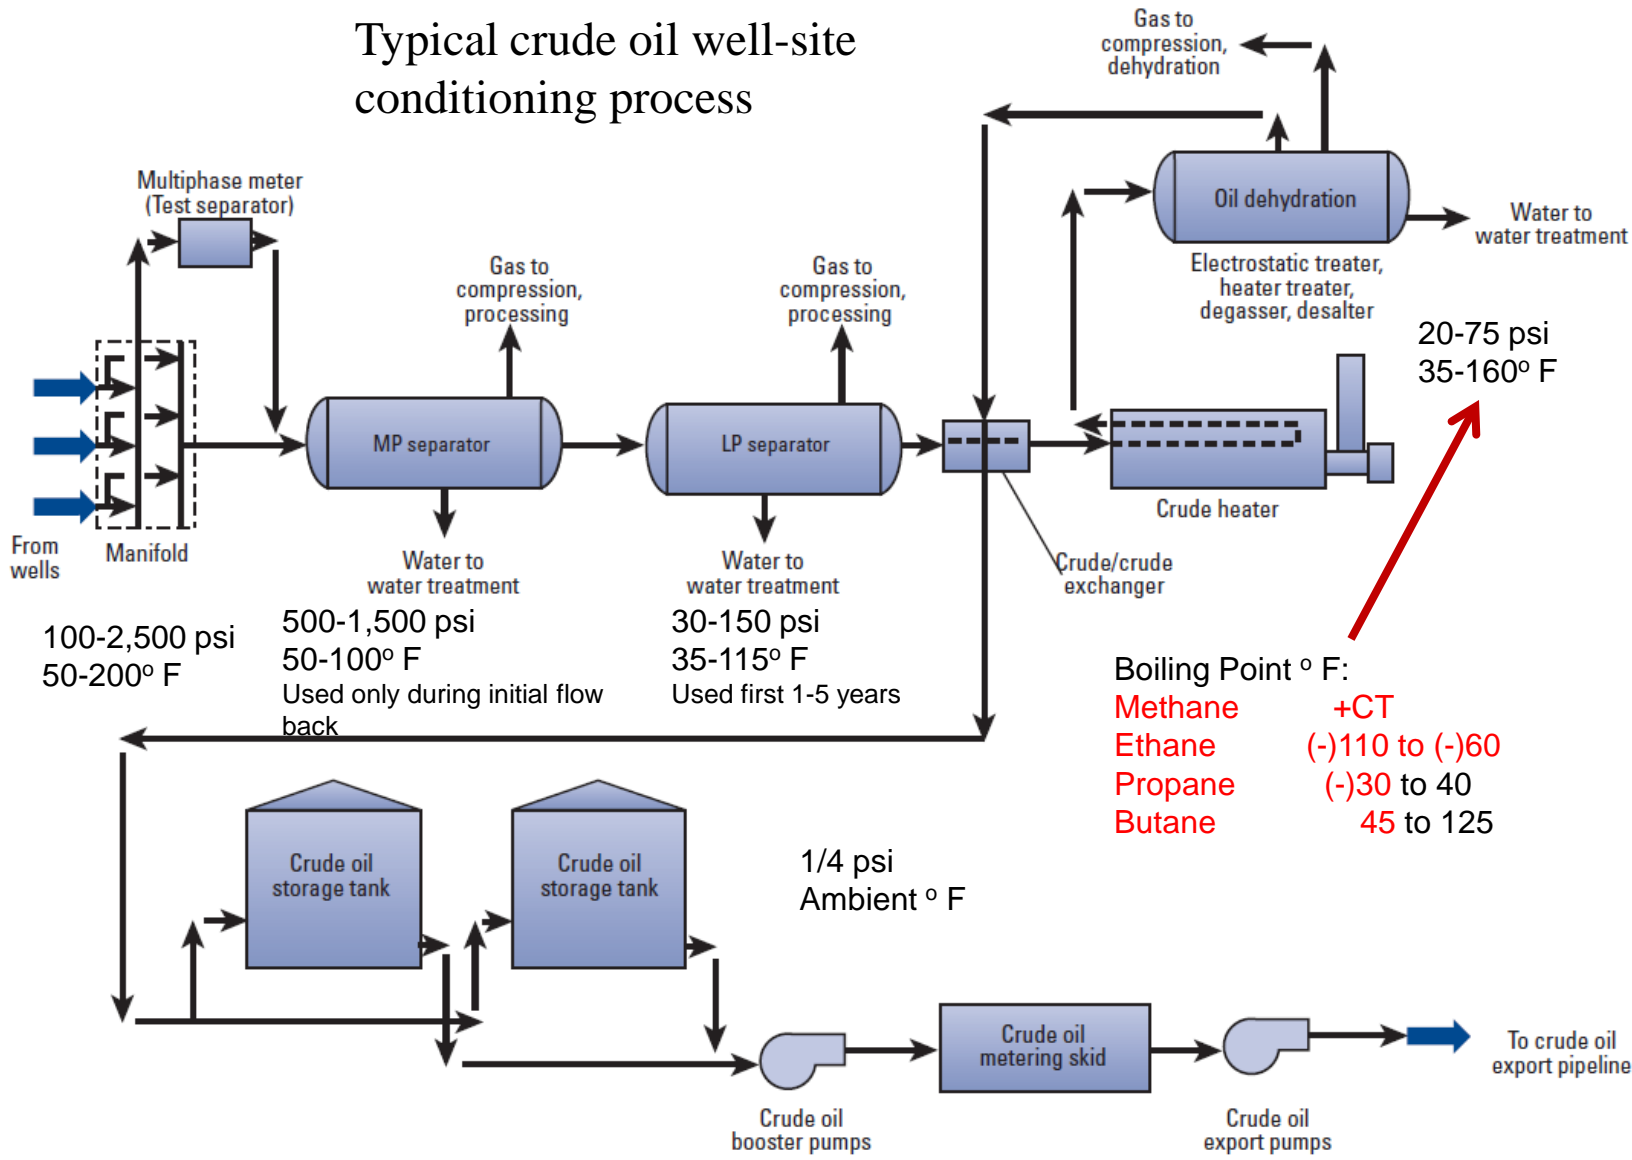 Typical crude oil well-site
conditioning process
Gas to
compression,
dehydration
Multiphase meter
(Test separator)
Oil dehydration
Water to
water treatment
Electrostatic treater,
heater treater,
degasser, desalter
Gas to
compression,
processing
Gas to
compression,
processing
20-75 psi
35-160º F
MP separator
LP separator
Crude heater
From
wells
Manifold
Water to
water treatment
Water to
water treatment
Crude/crude
exchanger
100-2,500 psi
50-200º F
500-1,500 psi
50-100º F
Used only during initial flow
back
30-150 psi
35-115º F
Used first 1-5 years
Boiling Point º F:
Methane +CT
Ethane (-)110 to (-)60
Propane (-)30 to 40
Butane 45 to 125
Crude oil
storage tank
Crude oil
storage tank
1/4 psi
Ambient º F
Crude oil
metering skid
To crude oil
export pipeline
Crude oil
booster pumps
Crude oil
export pumps